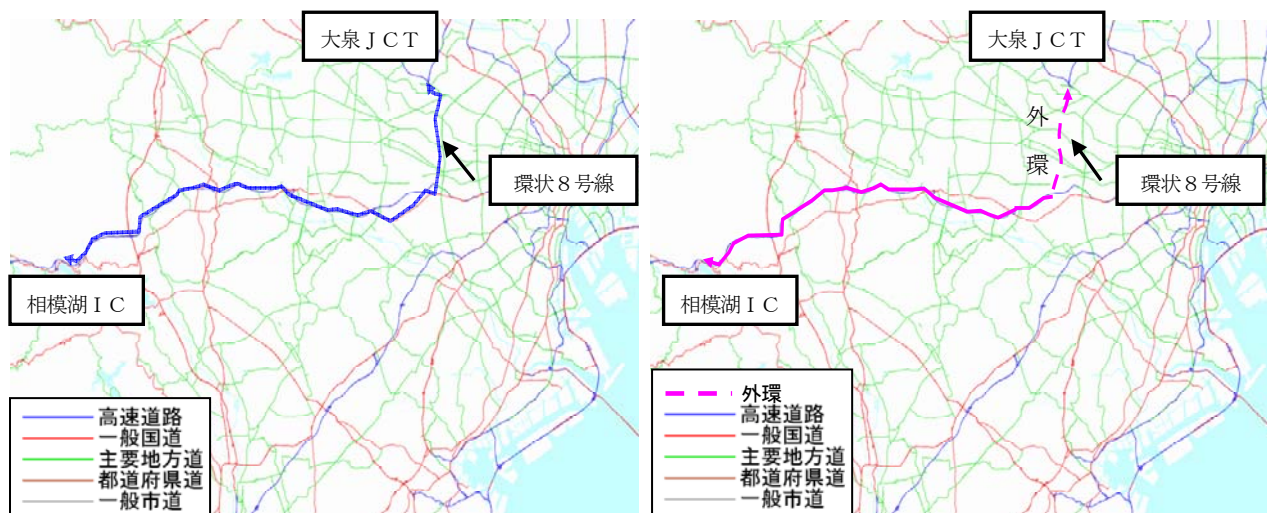 大泉ＪＣＴ
環状８号線
相模湖ＩＣ
高速道路
一般国道
主要地方道
都道府県道
一般市道
大泉ＪＣＴ
外
環
環状８号線
相模湖ＩＣ
外環
高速道路
一般国道
主要地方道
都道府県道
一般市道